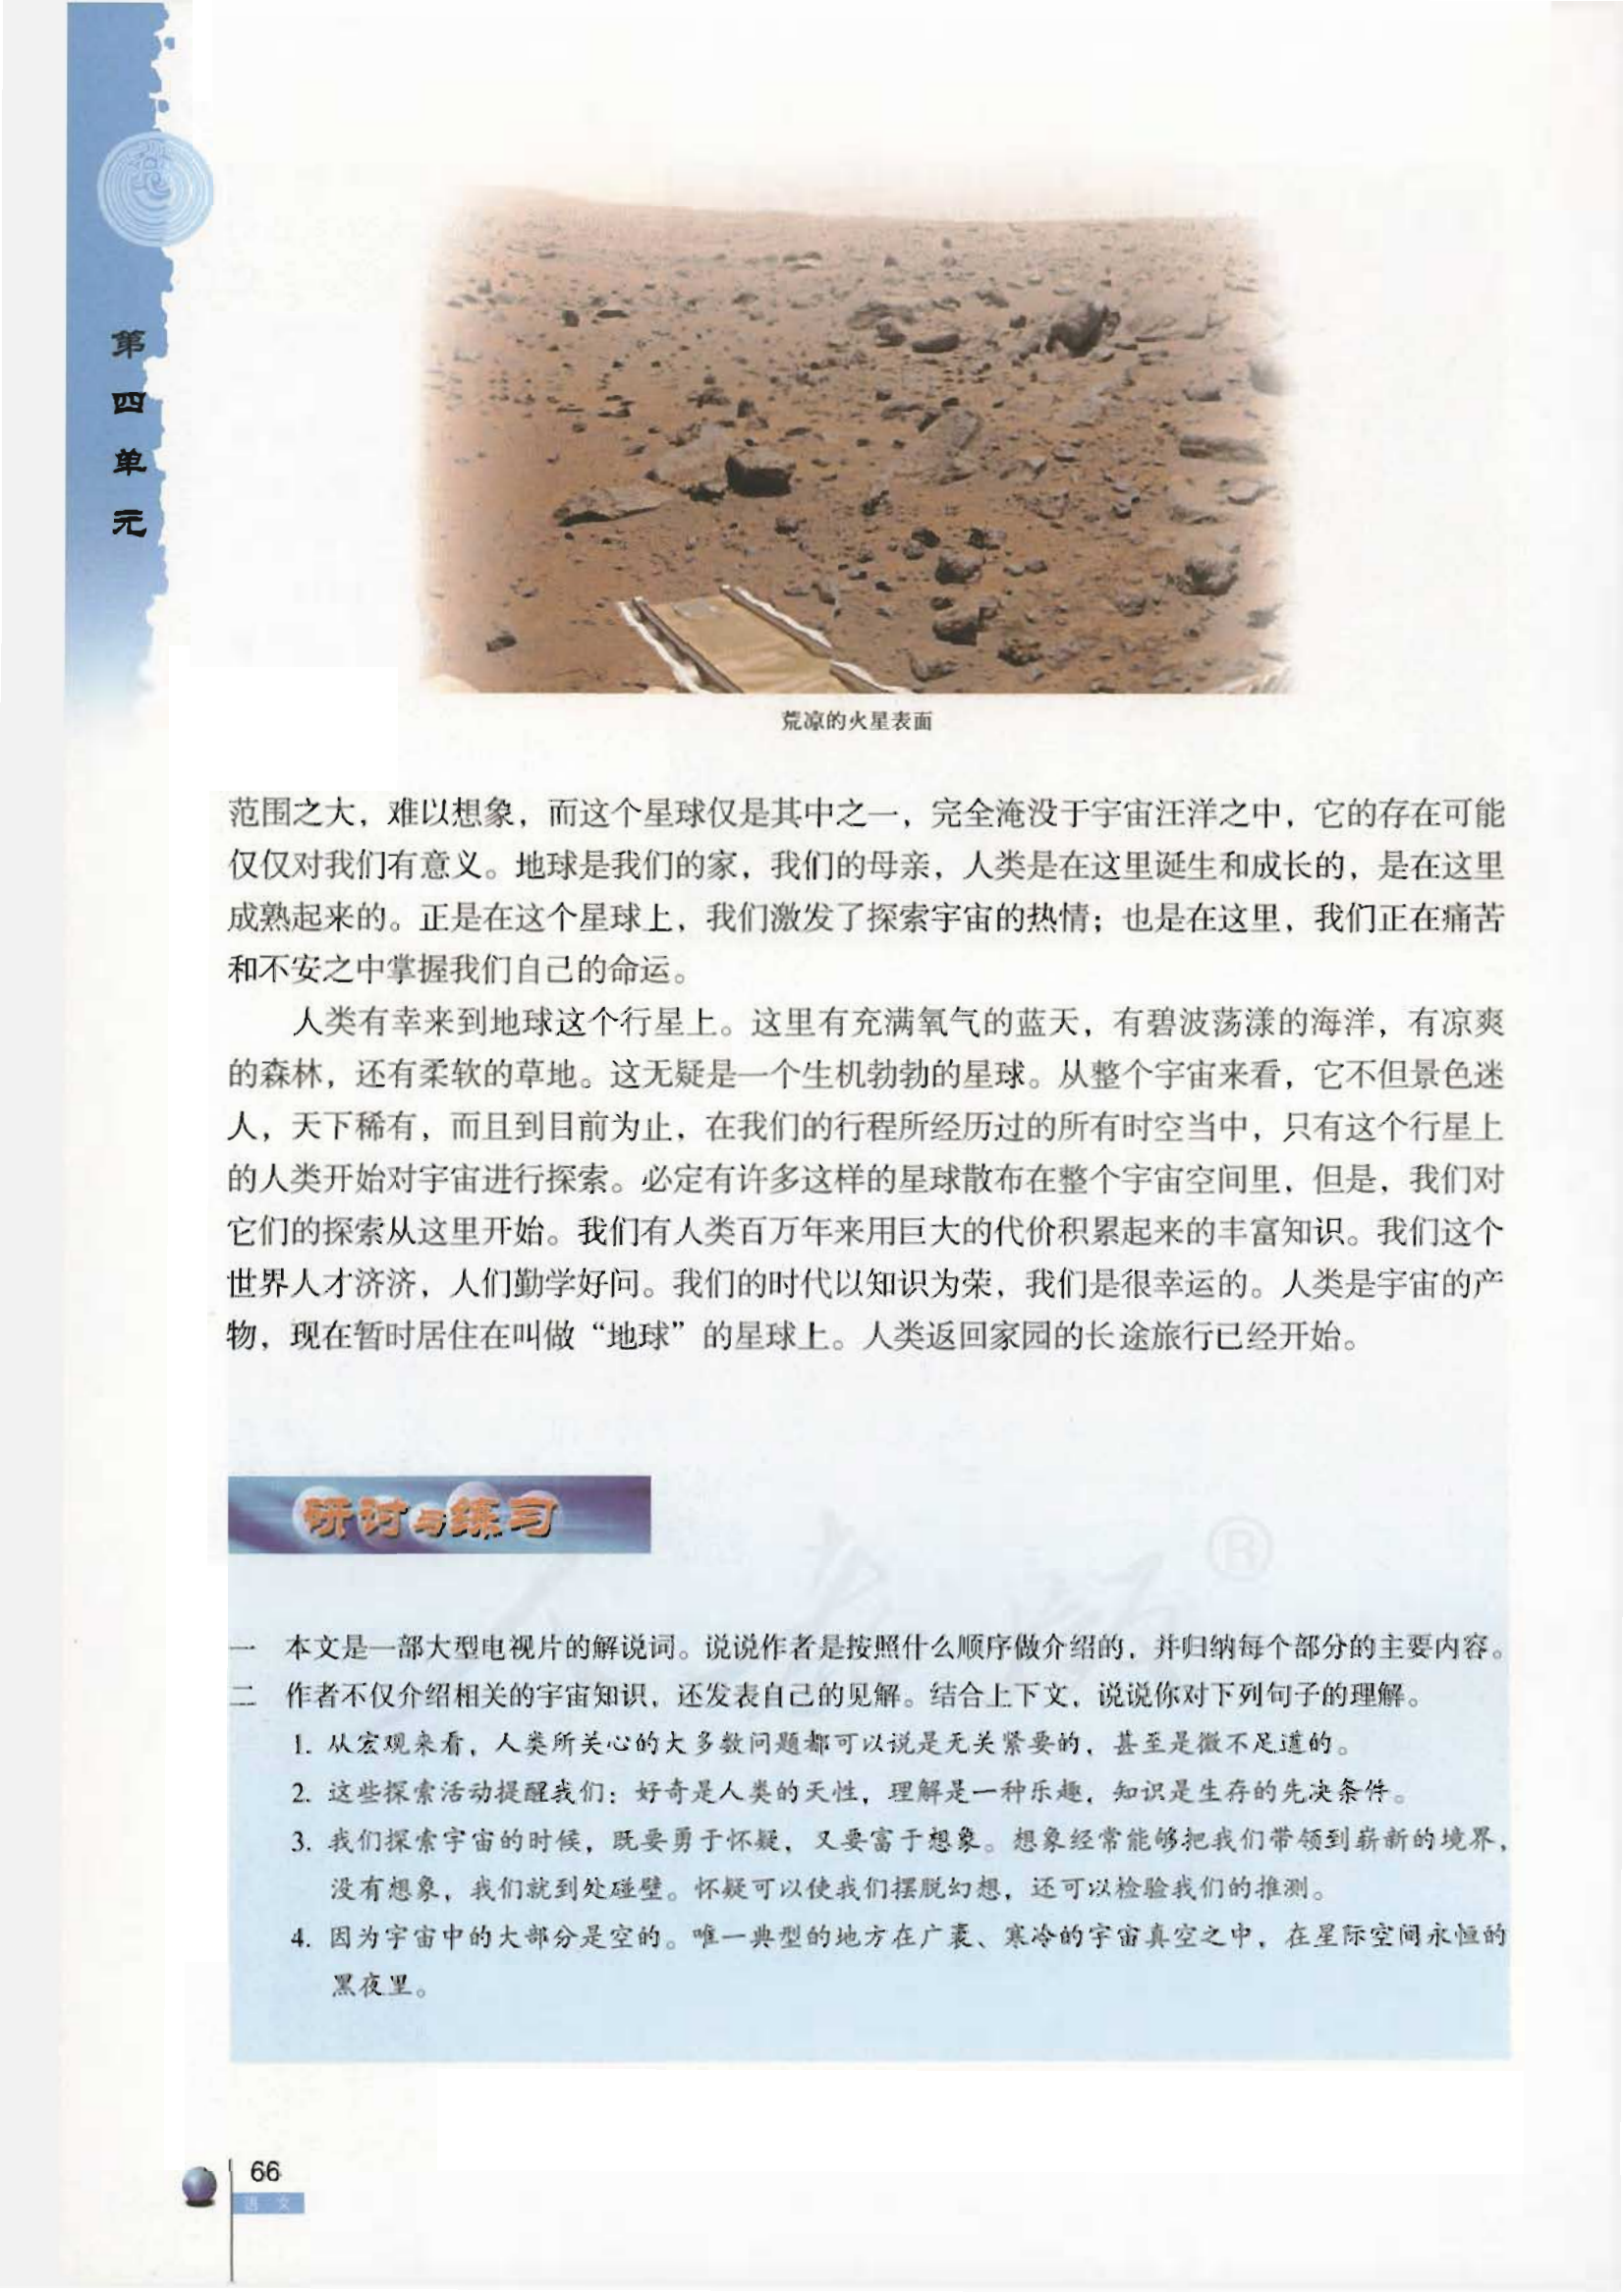 第四单元
荒凉的火星表面
范围之大，难以想象，而这个星球仅是其中之一，完全淹没于宇宙汪洋之中，它的存在可能
仅仅对我们有意义。地球是我们的家，我们的母亲，人类是在这里诞生和成长的，是在这里
成熟起来的。正是在这个星球上，我们激发了探索宇宙的热情；也是在这里，我们正在痛苦
和不安之中掌握我们自己的命运。
人类有幸来到地球这个行星上。这里有充满氧气的蓝天，有碧波荡漾的海洋，有凉爽
的森林，还有柔软的草地。这无疑是一个生机勃勃的星球。从整个宇宙来看，它不但景色迷
人，天下稀有，而且到目前为止，在我们的行程所经历过的所有时空当中，只有这个行星上
的人类开始对宇宙进行探索。必定有许多这样的星球散布在整个宇宙空间里，但是，我们对
它们的探索从这里开始。我们有人类百万年来用巨大的代价积累起来的丰富知识。我们这个
世界人才济济，人们勤学好问。我们的时代以知识为荣，我们是很幸运的。人类是宇宙的产
物，现在暂时居住在叫做“地球”的星球上。人类返回家园的长途旅行已经开始。
研讨与练习
®
一 本文是一部大型电视片的解说词。说说作者是按照什么顺序做介绍的，并归纳每个部分的主要内容。
二 作者不仅介绍相关的宇宙知识，还发表自己的见解。结合上下文，说说你对下列句子的理解。
1. 从宏观来看，人类所关心的大多数问题都可以说是无关紧要的，甚至是微不足道的。
2. 这些探索活动提醒我们：好奇是人类的天性，理解是一种乐趣，知识是生存的先决条件。
3. 我们探索宇宙的时候，既要勇于怀疑，又要富于想象。想象经常能够把我们带领到崭新的境界，
没有想象，我们就到处碰壁。怀疑可以使我们摆脱幻想，还可以检验我们的推测。
4. 因为宇宙中的大部分是空的。唯一典型的地方在广袤、寒冷的宇宙真空之中，在星际空间永恒的
黑夜里。
66
语文